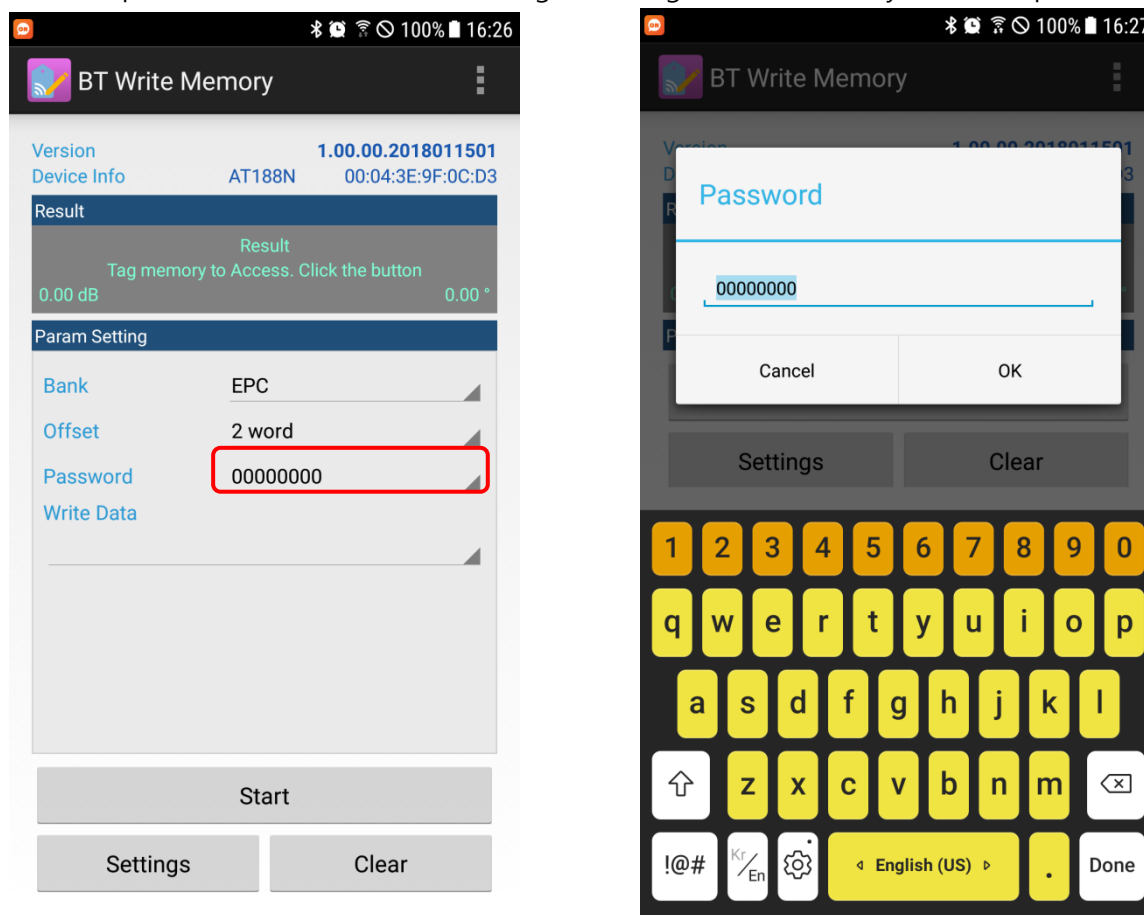 100% 16:26
BT Write Memory
Version 1.00.00.2018011501
Device Info AT188N 00:04:3E:9F:0C:D3
Result
Result
Tag memory to Access. Click the button
0.00 dB 0.00 °
Param Setting
Bank EPC
Offset 2 word
Password 00000000
Write Data
Start
Settings Clear
100% 16:27
BT Write Memory
Password
00000000
Cancel OK
Settings Clear
1 2 3 4 5 6 7 8 9 0
q w e r t y u i o p
a s d f g h j k l
z x c v b n m
!@# Kr/En English (US) . Done